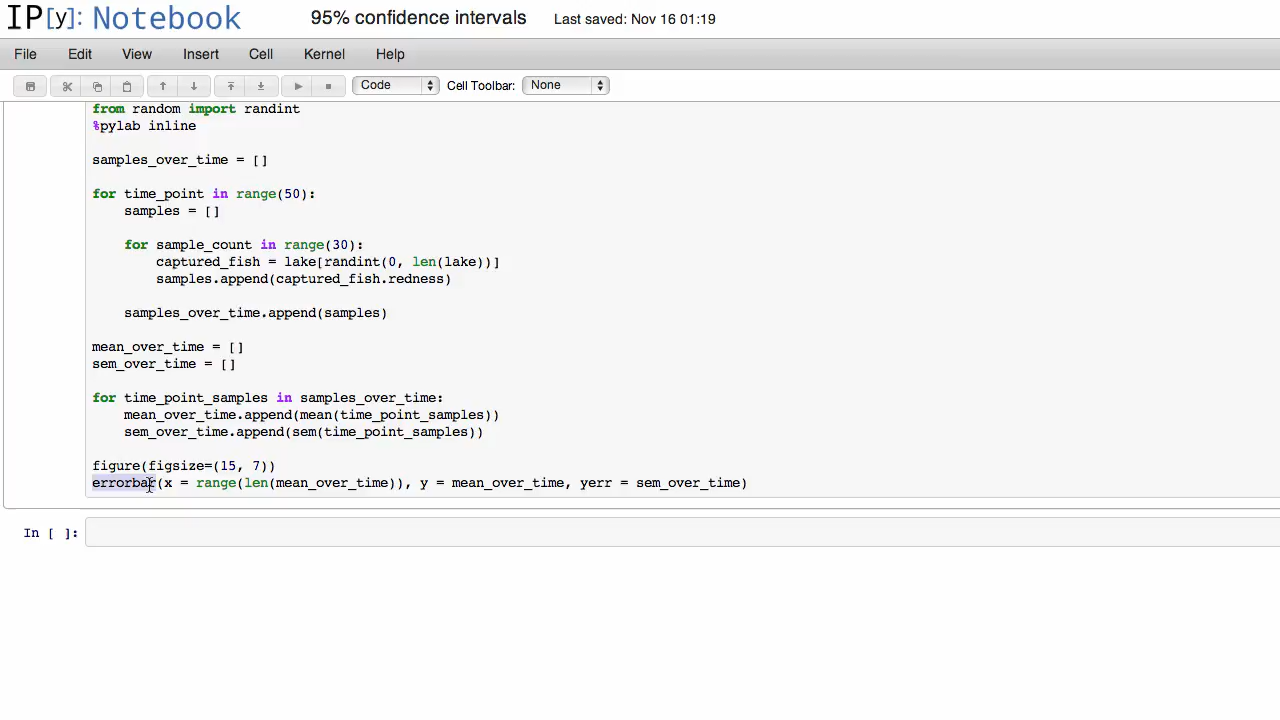 IP[y]: Notebook 95% confidence intervals Last saved: Nov 16 01:19
File Edit View Insert Cell Kernel Help
Code Cell Toolbar: None
from random import randint
%pylab inline
samples_over_time = []
for time_point in range(50):
    samples = []
    for sample_count in range(30):
        captured_fish = lake[randint(0, len(lake))]
        samples.append(captured_fish.redness)
    samples_over_time.append(samples)
mean_over_time = []
sem_over_time = []
for time_point_samples in samples_over_time:
    mean_over_time.append(mean(time_point_samples))
    sem_over_time.append(sem(time_point_samples))
figure(figsize=(15, 7))
errorbar(x = range(len(mean_over_time)), y = mean_over_time, yerr = sem_over_time)
In [ ]: